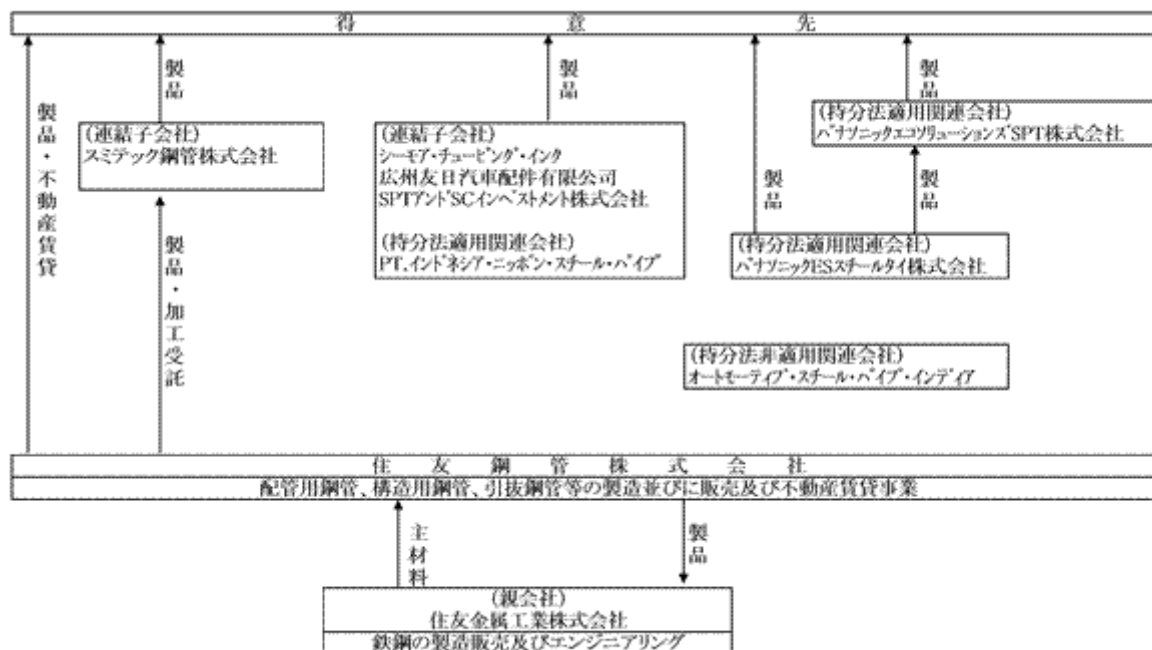 得意先
製品・不動産賃貸
製品
(連結子会社)
スミテック鋼管株式会社
製品・加工受託
製品
(連結子会社)
シーモア・チュービング・インク
広州友日汽車配件有限公司
SPTアンドSCインベストメント株式会社
(持分法適用関連会社)
PT.インドネシア・ニッポン・スチール・パイプ
製品
製品
(持分法適用関連会社)
パナソニックエコソリューションズSPT株式会社
製品
(持分法適用関連会社)
パナソニックESスチールタイ株式会社
(持分法非適用関連会社)
オートモーティブ・スチール・パイプ・インディア
住友鋼管株式会社
配管用鋼管、構造用鋼管、引抜鋼管等の製造並びに販売及び不動産賃貸事業
主材料
製品
(親会社)
住友金属工業株式会社
鉄鋼の製造販売及びエンジニアリング